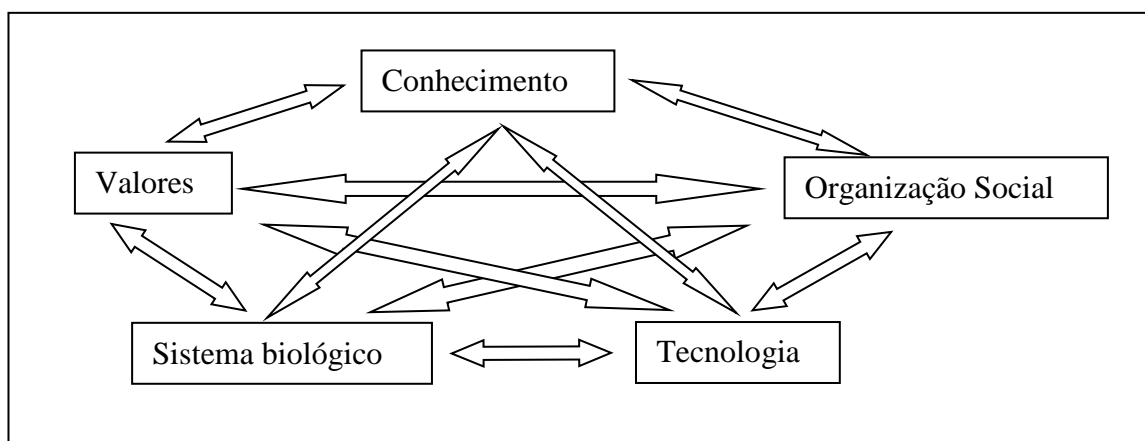 Conhecimento
Valores
Organização Social
Sistema biológico
Tecnologia